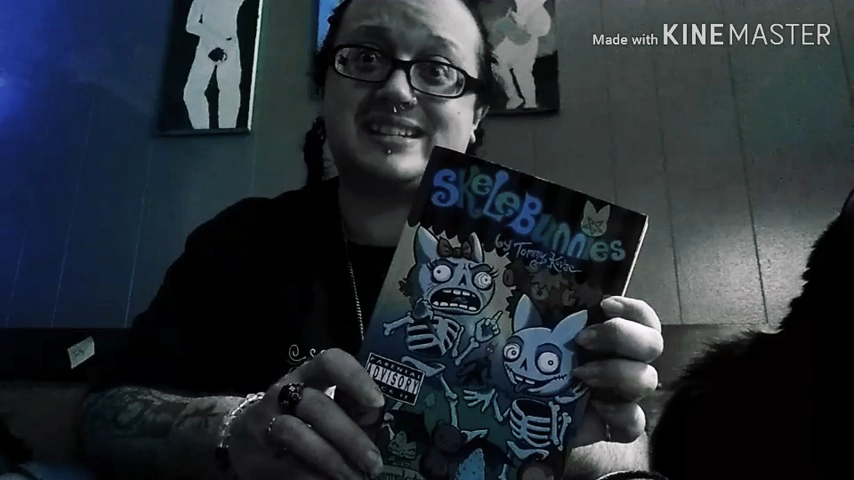 Made with KINEMASTER
SKeLeBunnies
by Tommy Kovac
PARENTAL
ADVISORY